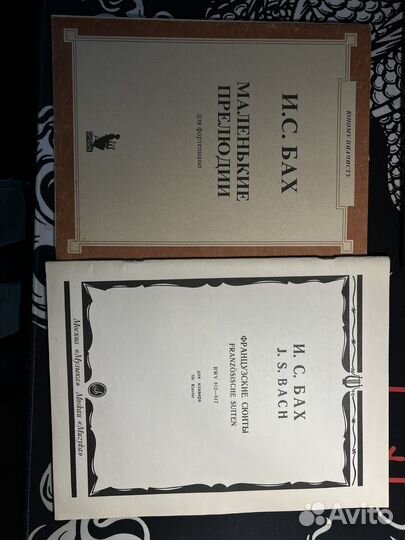 ЮНОМУ ПИАНИСТУ
И.С. БАХ
МАЛЕНЬКИЕ
ПРЕЛЮДИИ
для фортепиано
И. С. БАХ
J. S. BACH
ФРАНЦУЗСКИЕ СЮИТЫ
FRANZÖSISCHE SUITEN
BWV 812—817
для клавира
für Klavier
Москва «Музыка» Moskau «Musyka»
Avito